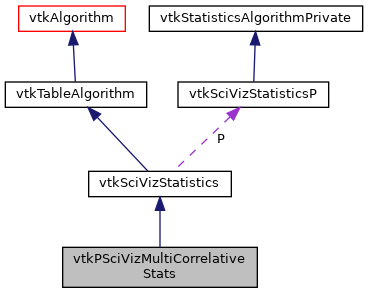 vtkAlgorithm
vtkStatisticsAlgorithmPrivate
vtkTableAlgorithm
vtkSciVizStatisticsP
P
vtkSciVizStatistics
vtkPSciVizMultiCorrelative
Stats